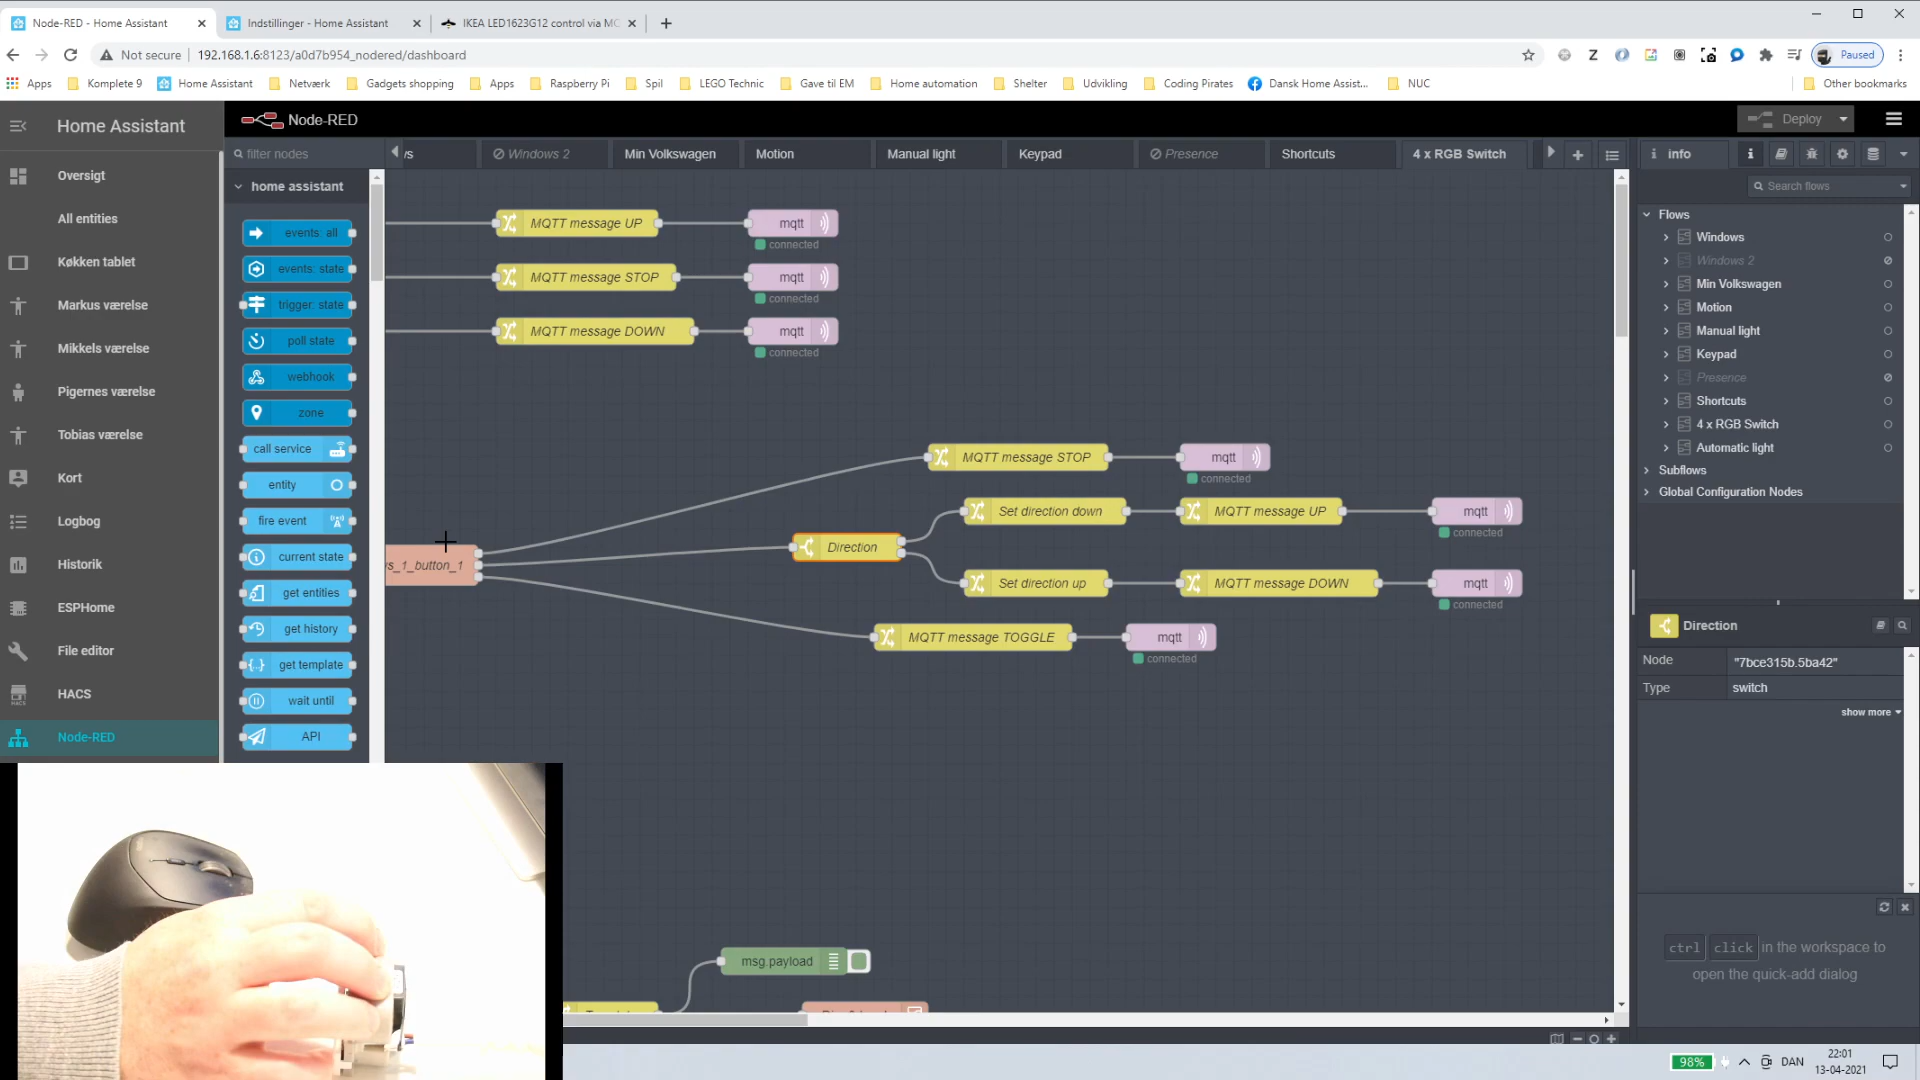 Node-RED - Home Assistant
Indstillinger - Home Assistant
IKEA LED1623G12 control via MQ
Not secure
192.168.1.6:8123/a0d7b954_nodered/dashboard
Paused
Apps
Komplete 9
Home Assistant
Netværk
Gadgets shopping
Apps
Raspberry Pi
Spil
LEGO Technic
Gave til EM
Home automation
Shelter
Udvikling
Coding Pirates
Dansk Home Assist...
NUC
Other bookmarks
Home Assistant
Node-RED
Deploy
Oversigt
All entities
Køkken tablet
Markus værelse
Mikkels værelse
Pigernes værelse
Tobias værelse
Kort
Logbog
Historik
ESPHome
File editor
HACS
Node-RED
filter nodes
home assistant
events: all
events: state
trigger: state
poll state
webhook
zone
call service
entity
fire event
current state
get entities
get history
get template
wait until
API
Windows 2
Min Volkswagen
Motion
Manual light
Keypad
Presence
Shortcuts
4 x RGB Switch
MQTT message UP
mqtt
connected
MQTT message STOP
mqtt
connected
MQTT message DOWN
mqtt
connected
MQTT message STOP
mqtt
connected
Set direction down
MQTT message UP
mqtt
connected
Direction
s_1_button_1
Set direction up
MQTT message DOWN
mqtt
connected
MQTT message TOGGLE
mqtt
connected
msg.payload
info
Search flows
Flows
Windows
Windows 2
Min Volkswagen
Motion
Manual light
Keypad
Presence
Shortcuts
4 x RGB Switch
Automatic light
Subflows
Global Configuration Nodes
Direction
Node "7bce315b.5ba42"
Type switch
show more
ctrl click in the workspace to
open the quick-add dialog
98%
DAN
22:01
13-04-2021